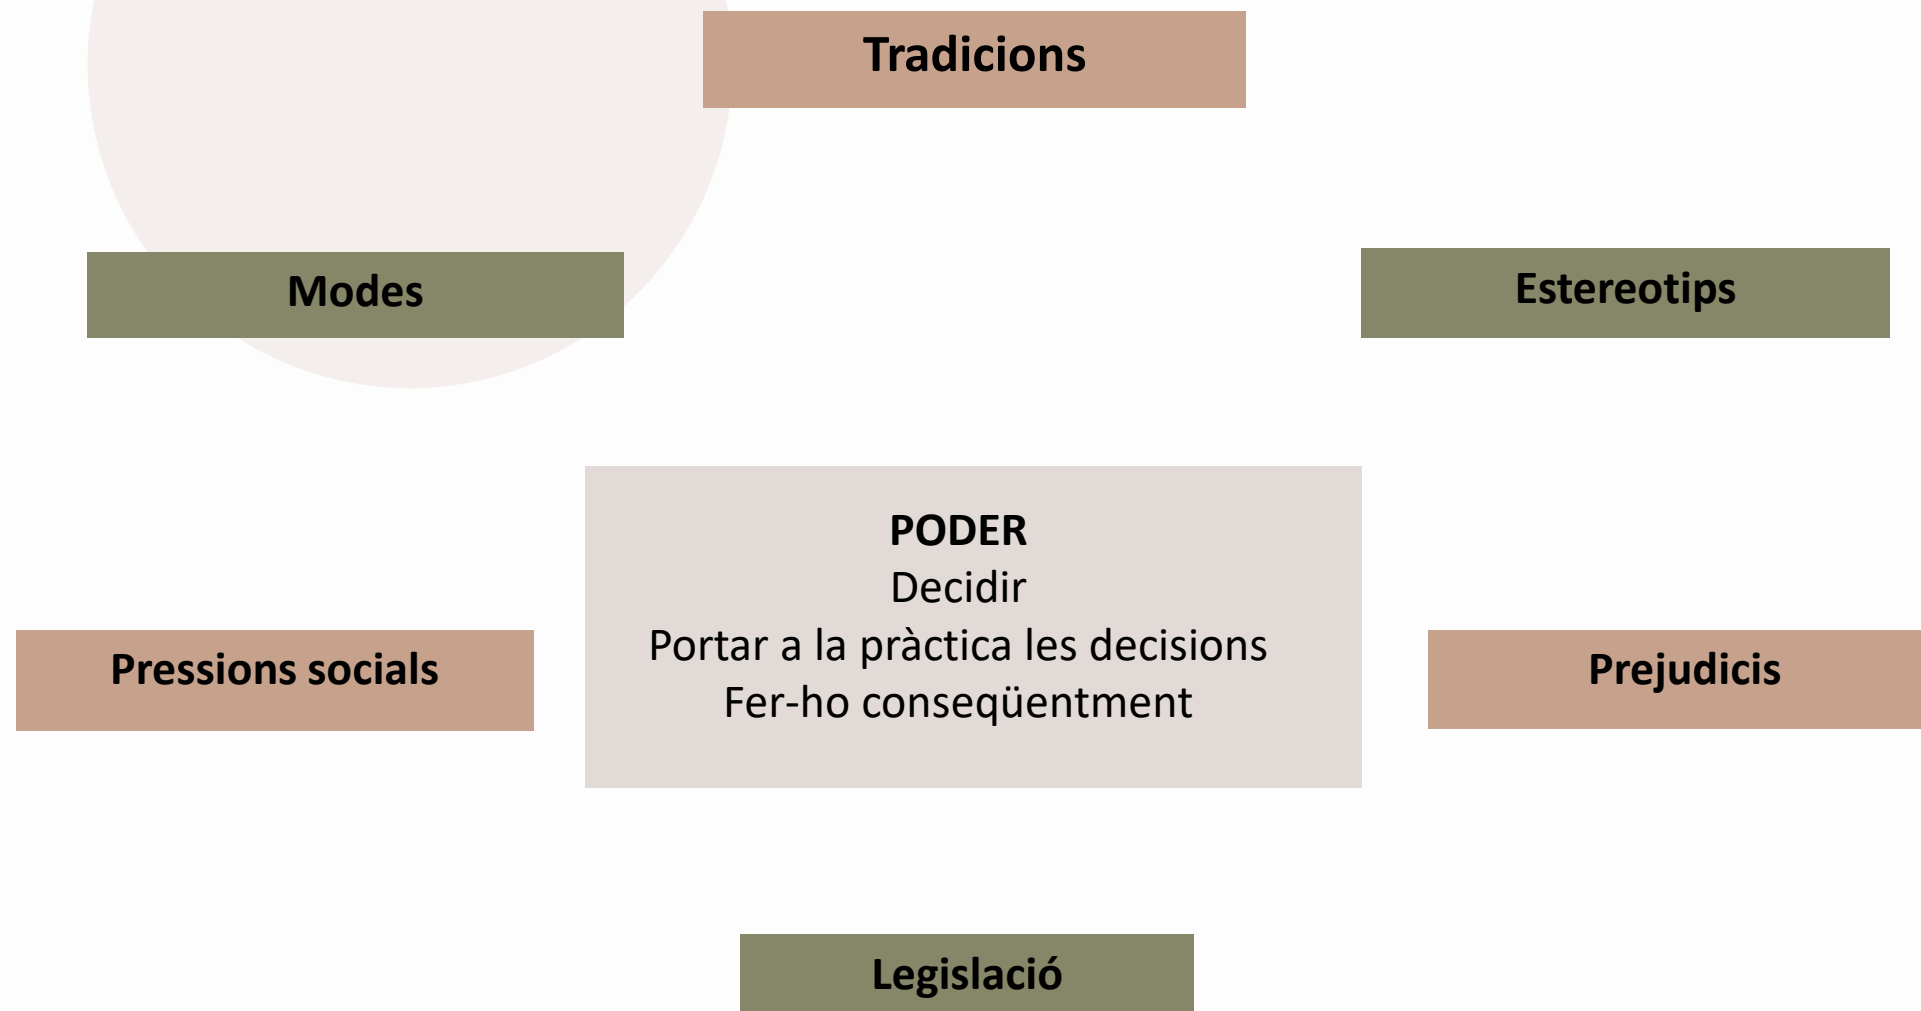 Tradicions
Modes
Estereotips
PODER
Decidir
Portar a la pràctica les decisions
Fer-ho conseqüentment
Pressions socials
Prejudicis
Legislació